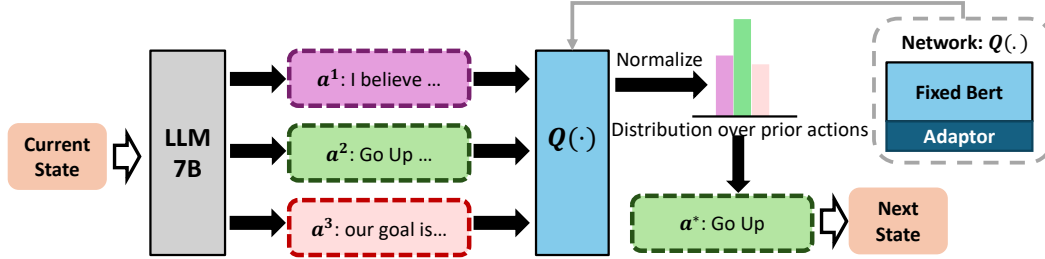 Current
State
LLM
7B
a¹: I believe ...
a²: Go Up ...
a³: our goal is...
Q(·)
Normalize
Distribution over prior actions
a*: Go Up
Next
State
Network: Q(.)
Fixed Bert
Adaptor